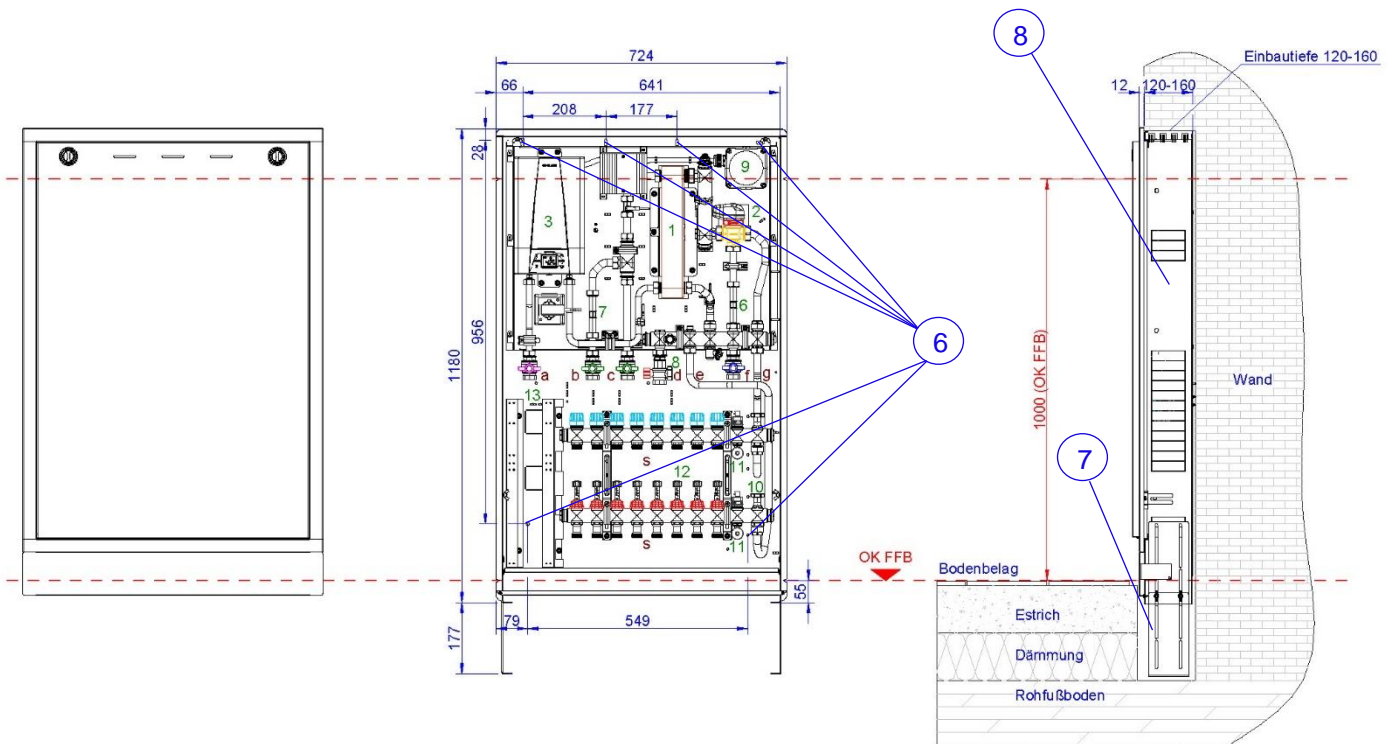 8
Einbautiefe 120-160
724
12
120-160
66
641
208
177
28
9
2
3
1
7
6
6
956
1180
8
a
b
c
d
e
f
g
1000 (OK FFB)
Wand
13
s
12
11
10
7
s
11
OK FFB
Bodenbelag
55
79
549
177
Estrich
Dämmung
Rohfußboden